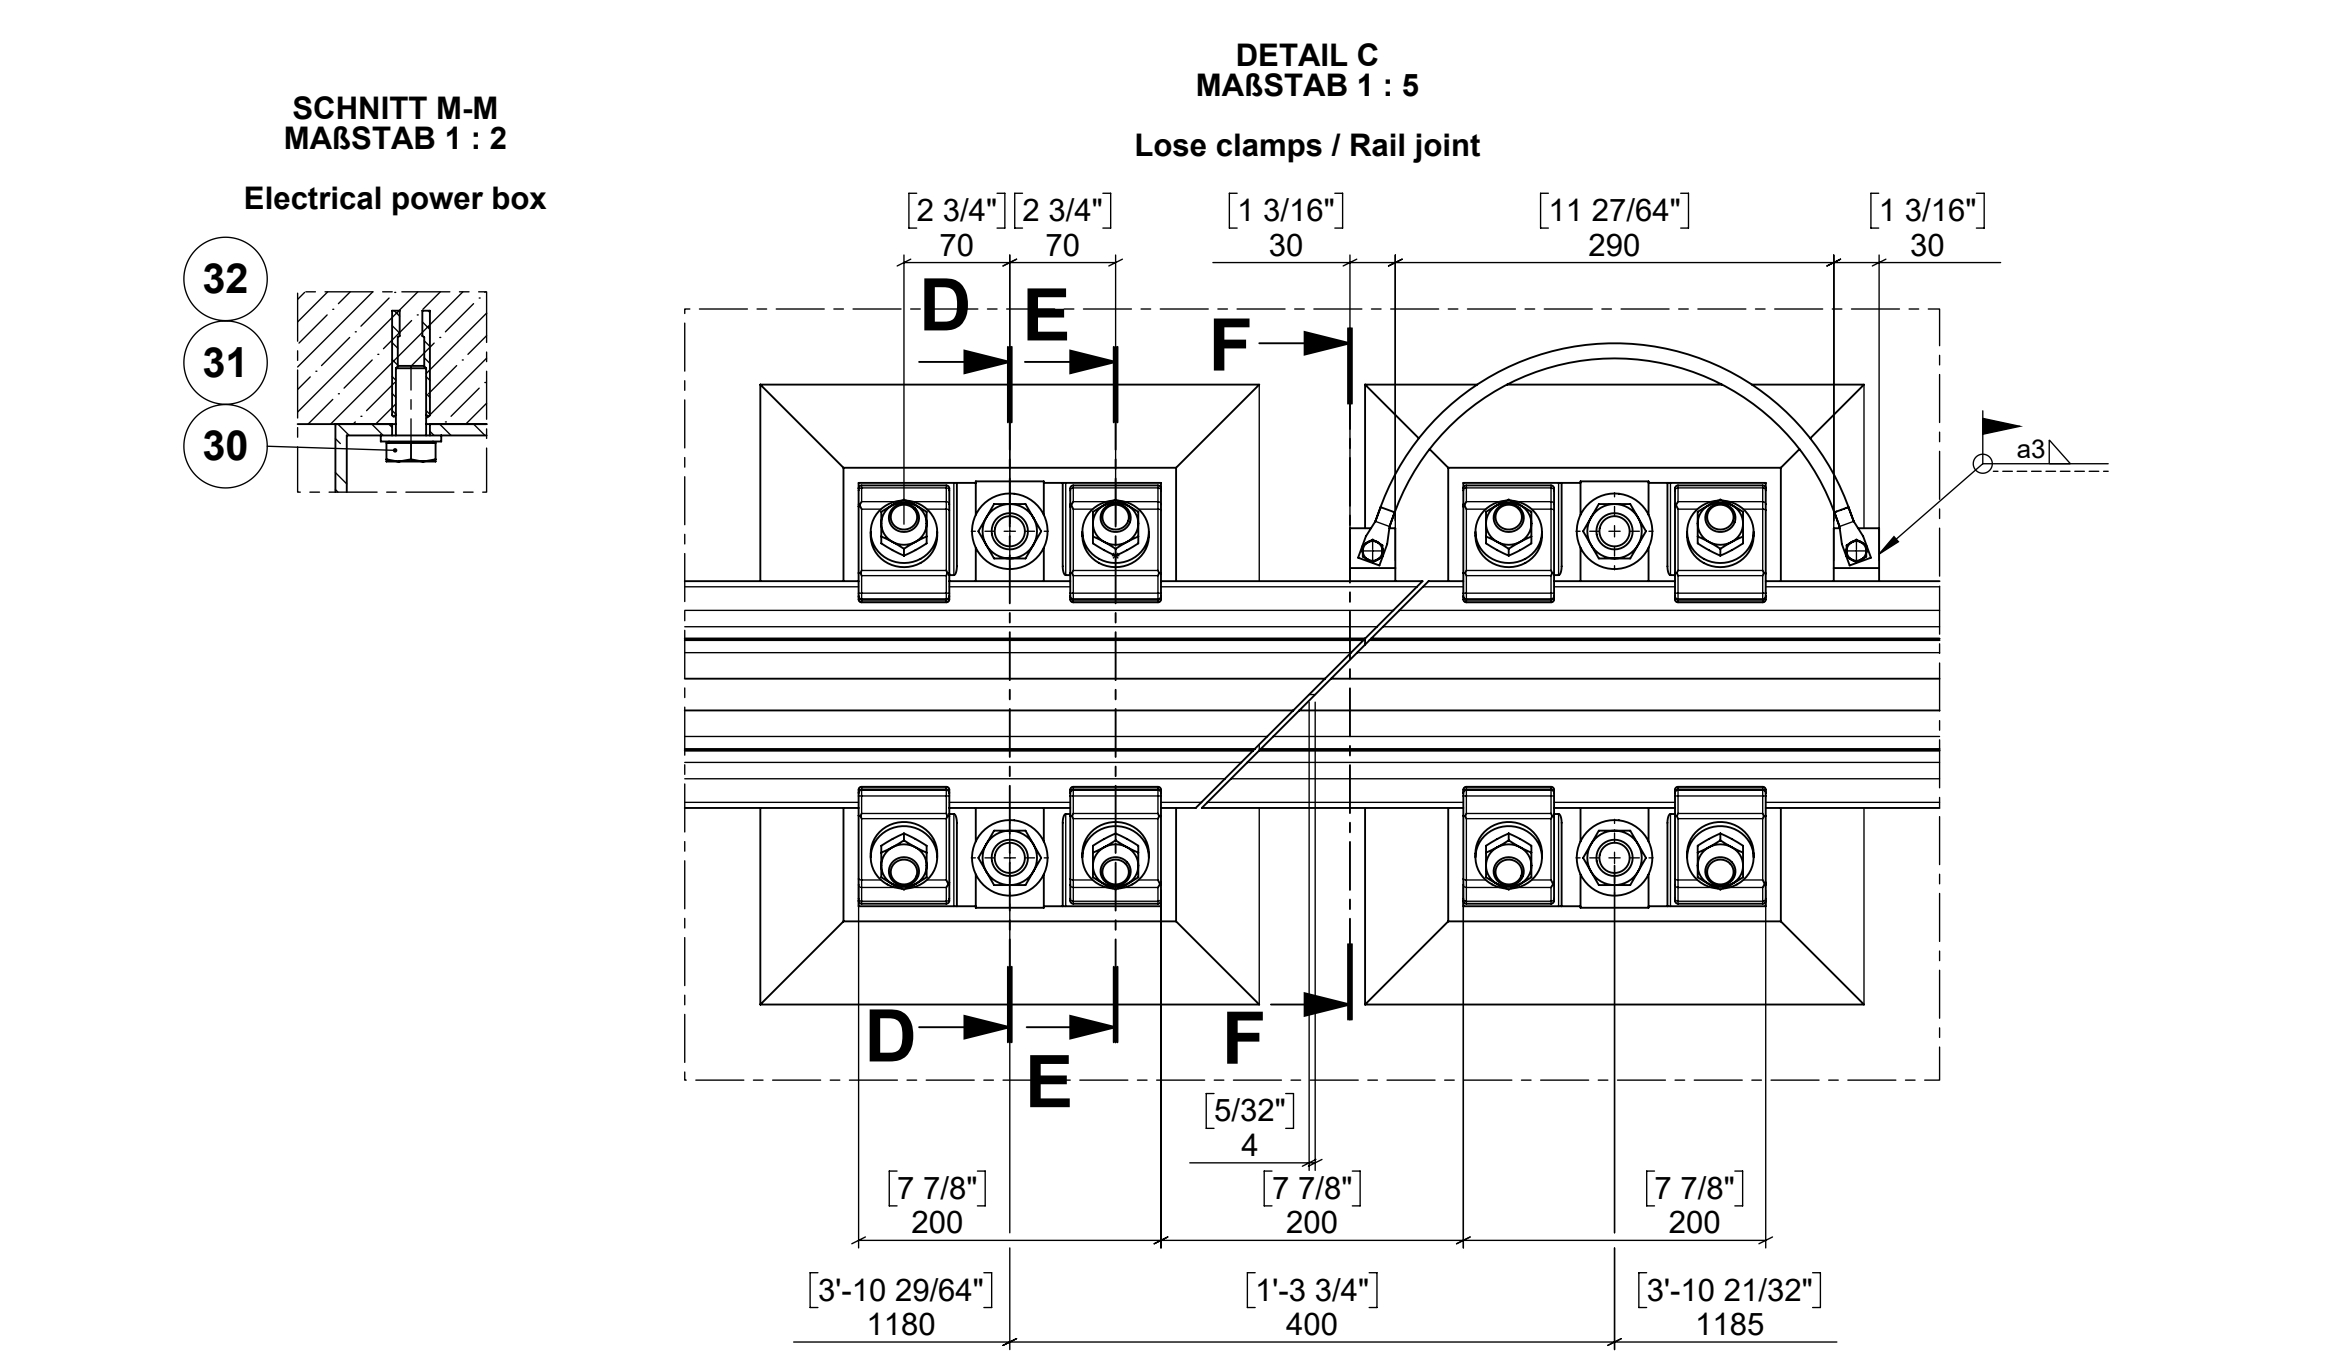 DETAIL C
MAßSTAB 1 : 5
Lose clamps / Rail joint
SCHNITT M-M
MAßSTAB 1 : 2
Electrical power box
32
31
30
[2 3/4"] [2 3/4"] [1 3/16"] [11 27/64"] [1 3/16"]
70 70 30 290 30
D E F
a3
D E F
[5/32"]
4
[7 7/8"] [7 7/8"] [7 7/8"]
200 200 200
[3'-10 29/64"] [1'-3 3/4"] [3'-10 21/32"]
1180 400 1185